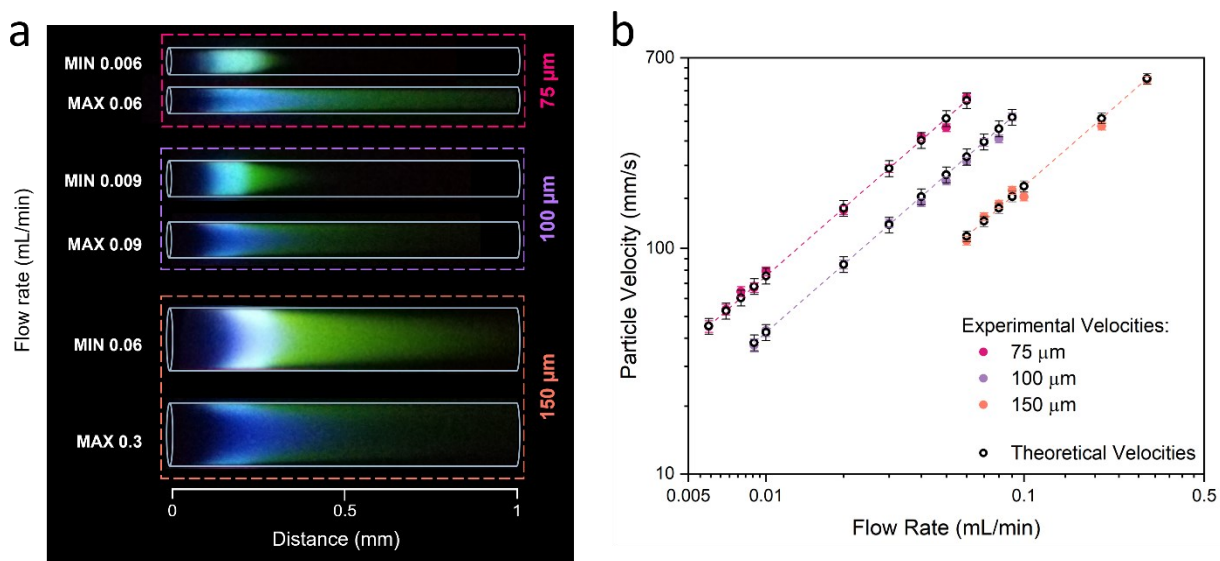 a
MIN 0.006
MAX 0.06
75 µm
MIN 0.009
MAX 0.09
100 µm
MIN 0.06
MAX 0.3
150 µm
Flow rate (mL/min)
0
0.5
1
Distance (mm)
b
700
100
10
Particle Velocity (mm/s)
Experimental Velocities:
75 µm
100 µm
150 µm
Theoretical Velocities
0.005
0.01
0.1
0.5
Flow Rate (mL/min)